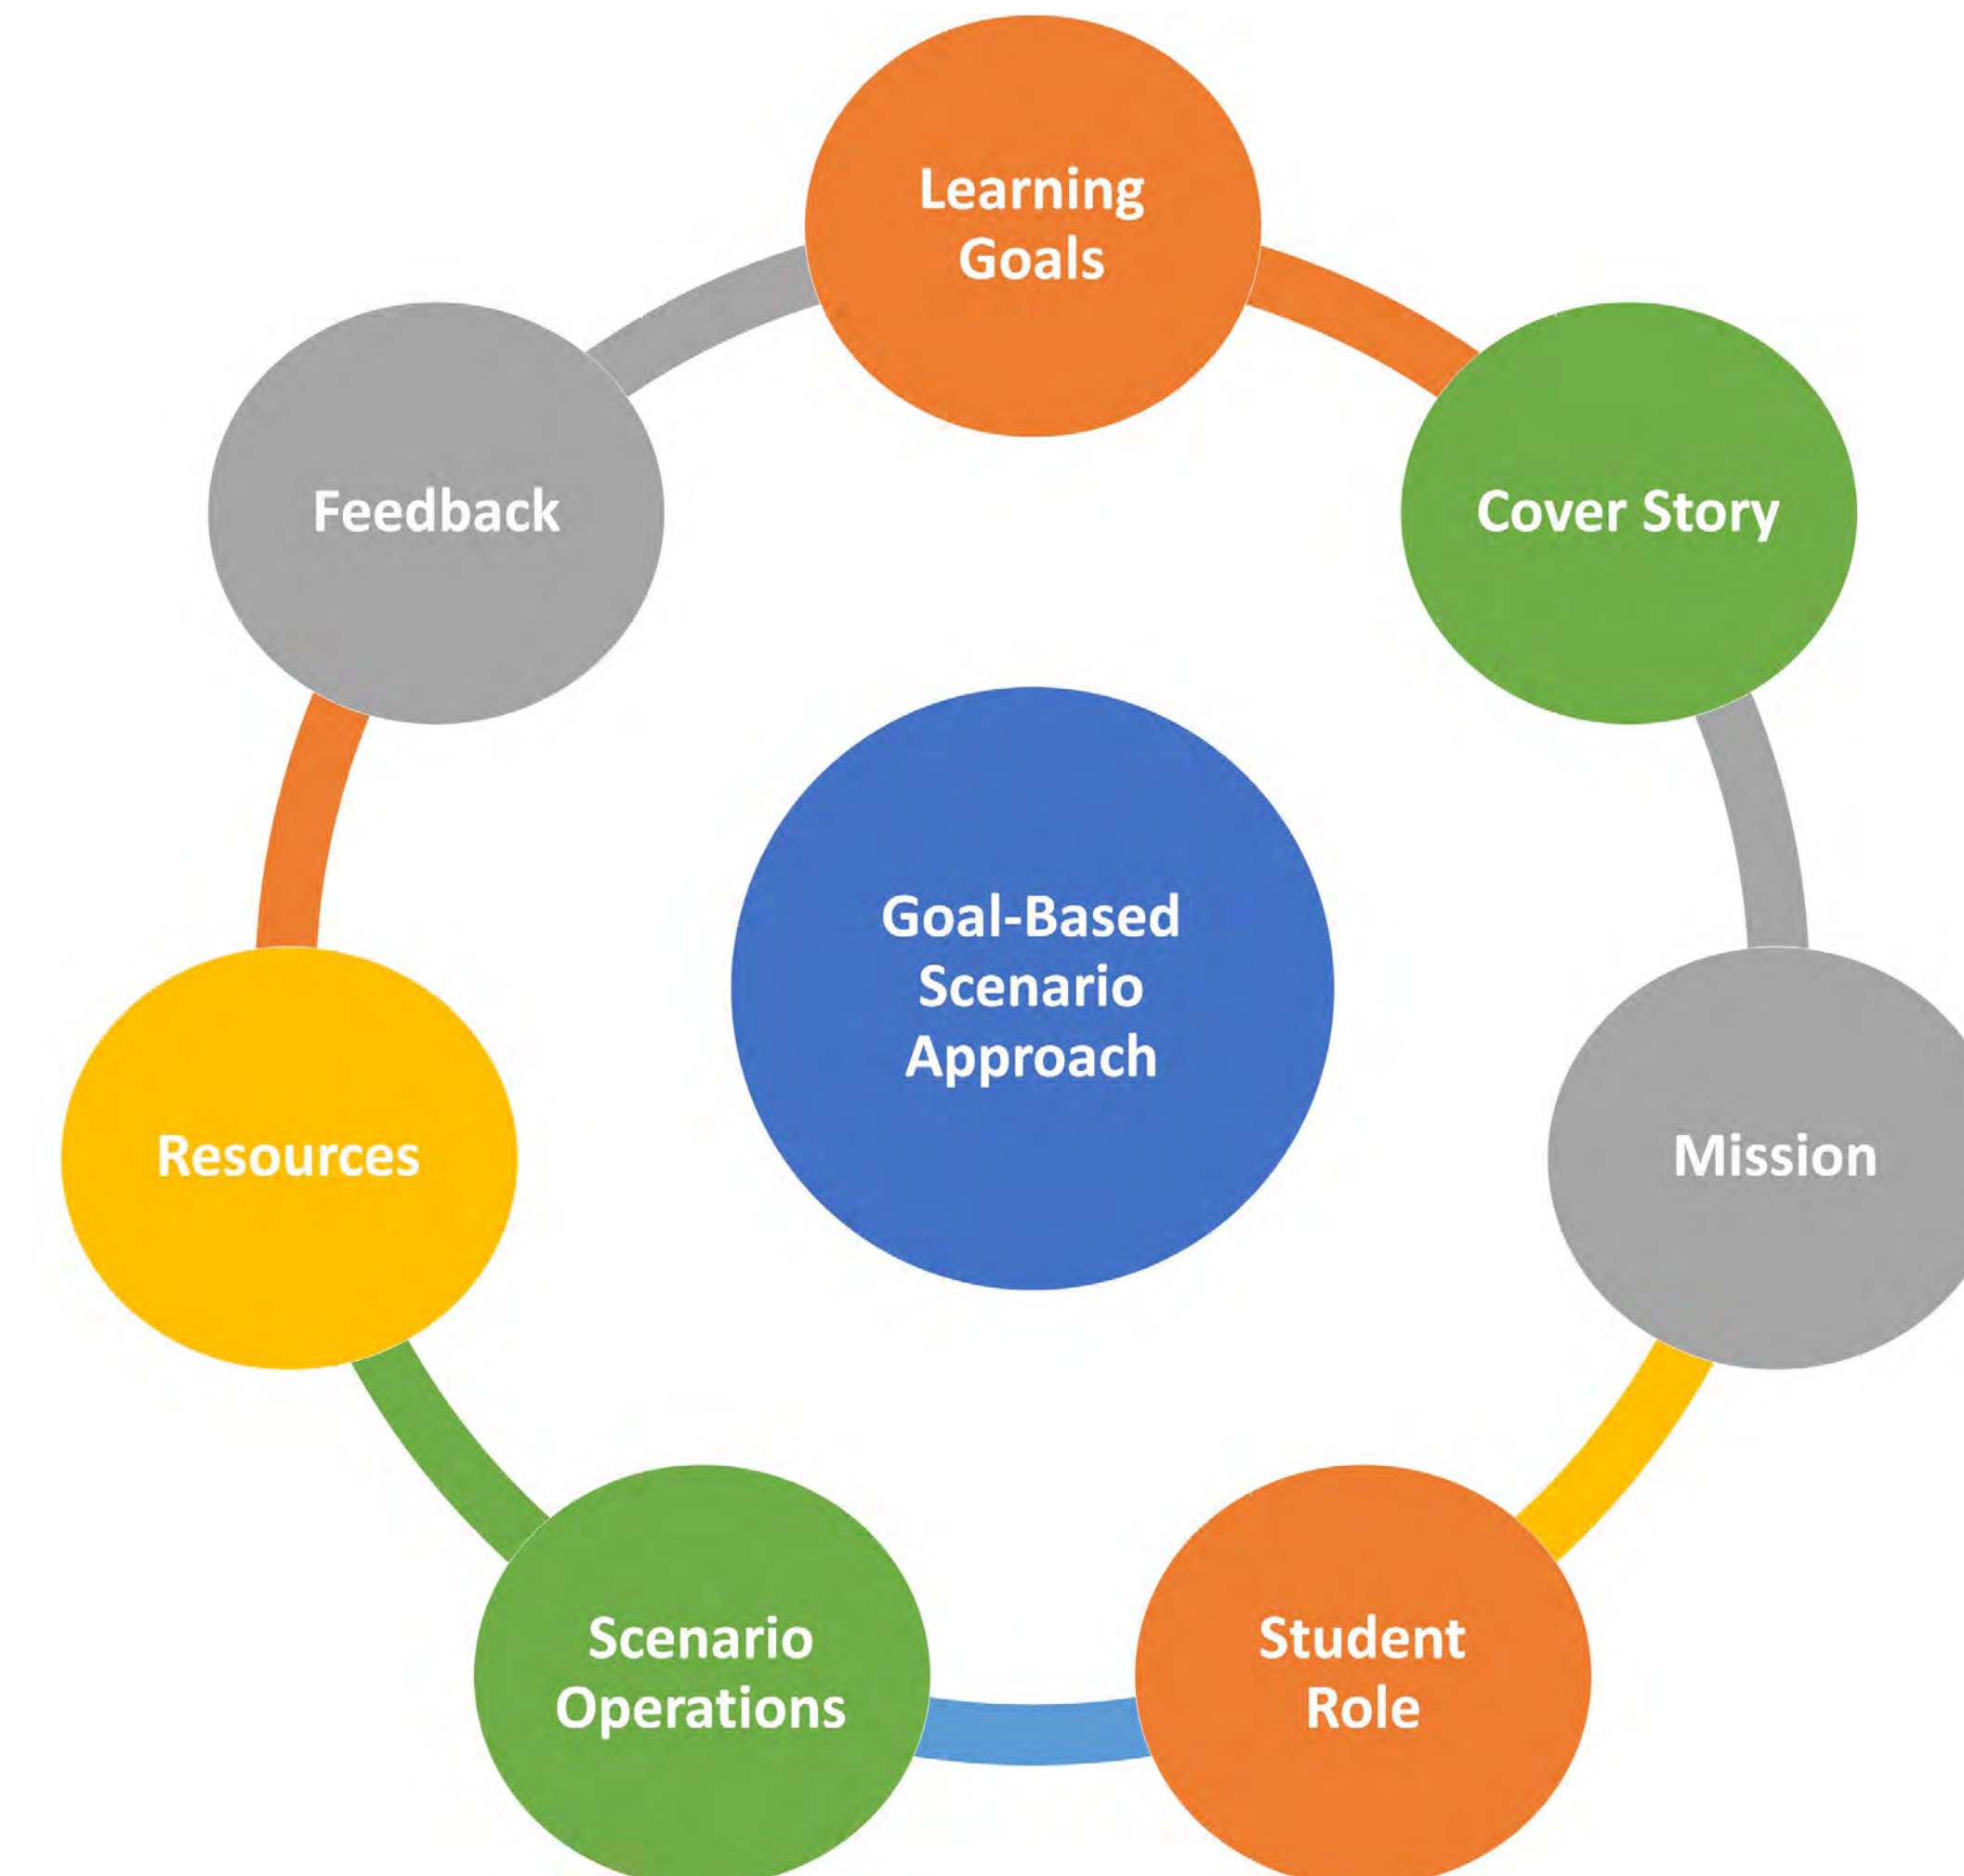 Learning
Goals
Feedback
Cover Story
Goal-Based
Scenario
Approach
Resources
Mission
Scenario
Operations
Student
Role